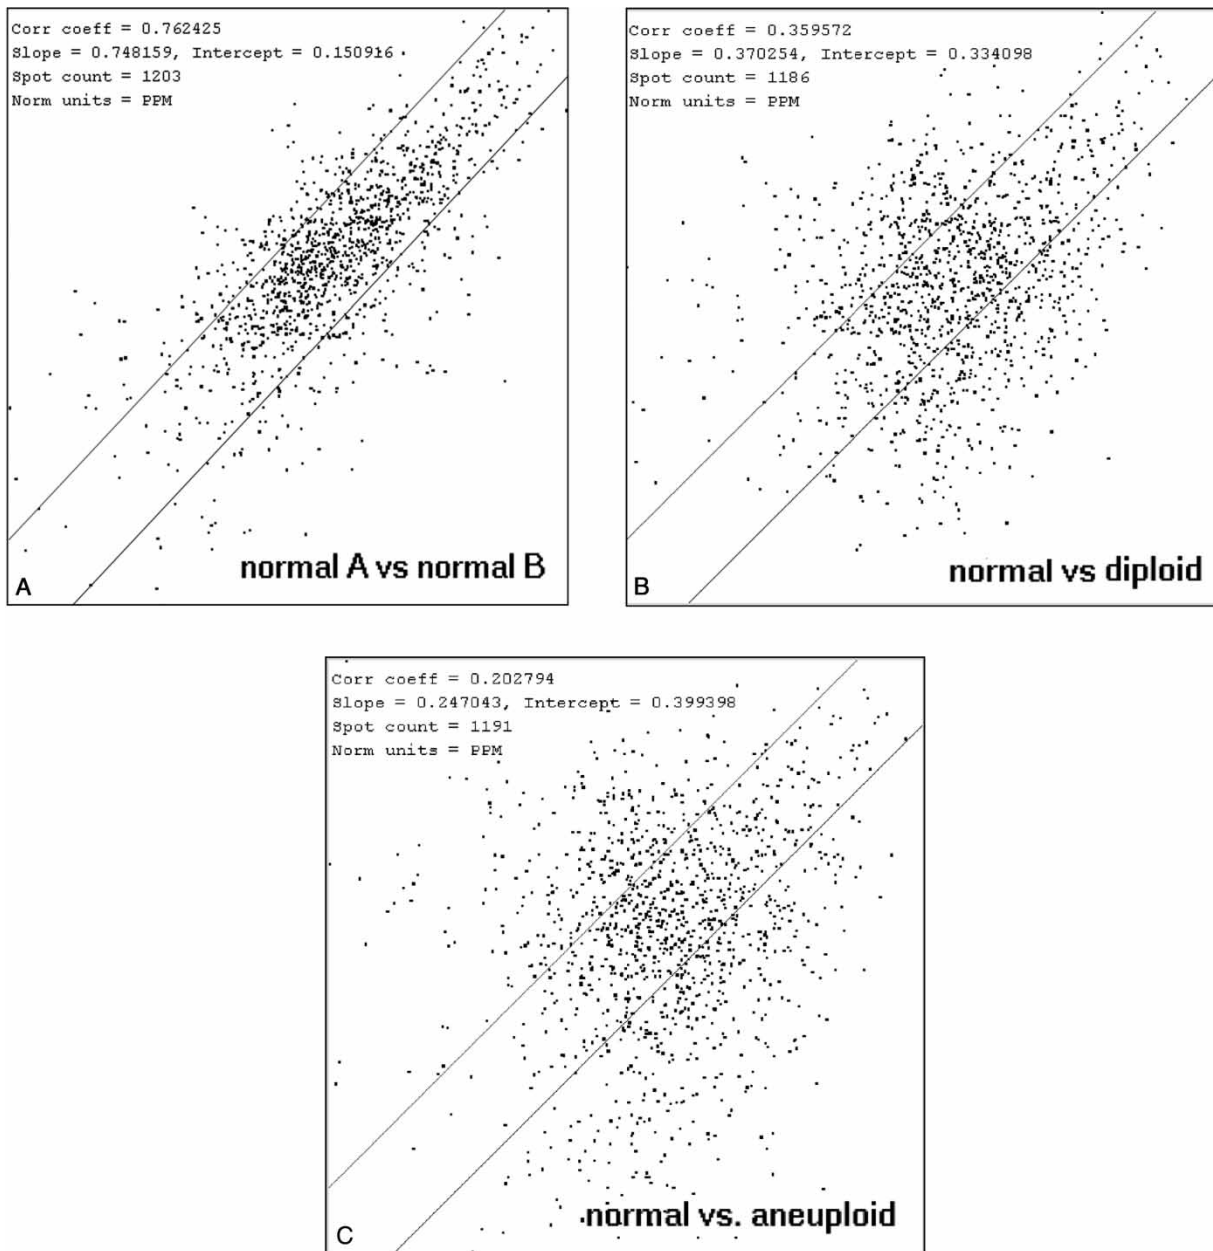 Corr coeff = 0.762425
Slope = 0.748159, Intercept = 0.150916
Spot count = 1203
Norm units = PPM
A
normal A vs normal B
Corr coeff = 0.359572
Slope = 0.370254, Intercept = 0.334098
Spot count = 1186
Norm units = PPM
B
normal vs diploid
Corr coeff = 0.202794
Slope = 0.247043, Intercept = 0.399398
Spot count = 1191
Norm units = PPM
C
normal vs. aneuploid